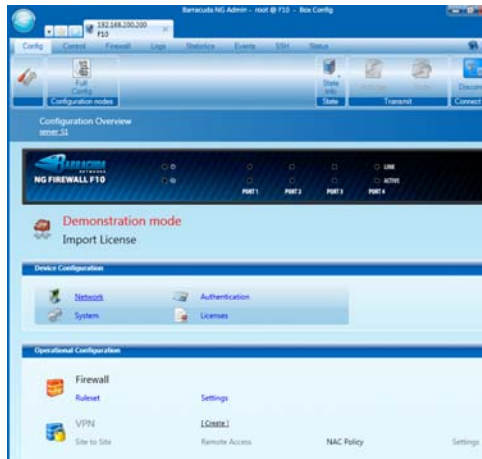 Barracuda NG Admin - root @ F10 - Box Config
192.168.200.200
F10
Config Control Firewall Logs Statistics Events SSH Status
Full Config
State Info
Disconnect
Configuration nodes State Transmit Connect
Configuration Overview
server S1
BARRACUDA
NETWORKS
NG FIREWALL F10
LINK
ACTIVE
PORT 1 PORT 2 PORT 3 PORT 4
Demonstration mode
Import License
Device Configuration
Network Authentication
System Licenses
Operational Configuration
Firewall
Ruleset Settings
VPN [ Create ]
Site to Site Remote Access NAC Policy Settings